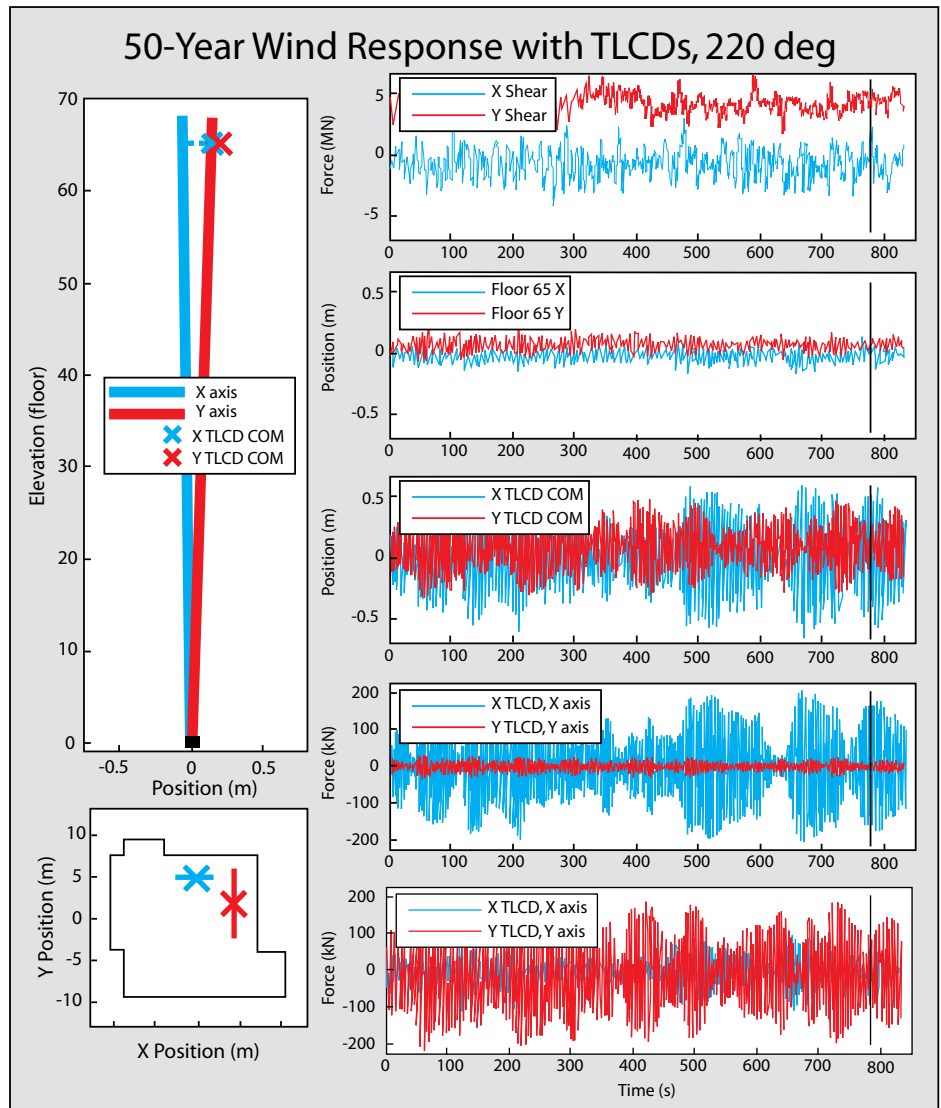 50-Year Wind Response with TLCDs, 220 deg
70
60
50
40
30
20
10
0
-0.5 0 0.5
Elevation (floor)
Position (m)
X axis
Y axis
X TLCD COM
Y TLCD COM
10
5
0
-5
-10
Y Position (m)
X Position (m)
X Shear
Y Shear
5
0
-5
Force (MN)
0 100 200 300 400 500 600 700 800
Floor 65 X
Floor 65 Y
0.5
0
-0.5
Position (m)
0 100 200 300 400 500 600 700 800
X TLCD COM
Y TLCD COM
0.5
0
-0.5
Position (m)
0 100 200 300 400 500 600 700 800
X TLCD, X axis
Y TLCD, Y axis
200
100
0
-100
-200
Force (kN)
0 100 200 300 400 500 600 700 800
X TLCD, X axis
Y TLCD, Y axis
200
100
0
-100
-200
Force (kN)
0 100 200 300 400 500 600 700 800
Time (s)